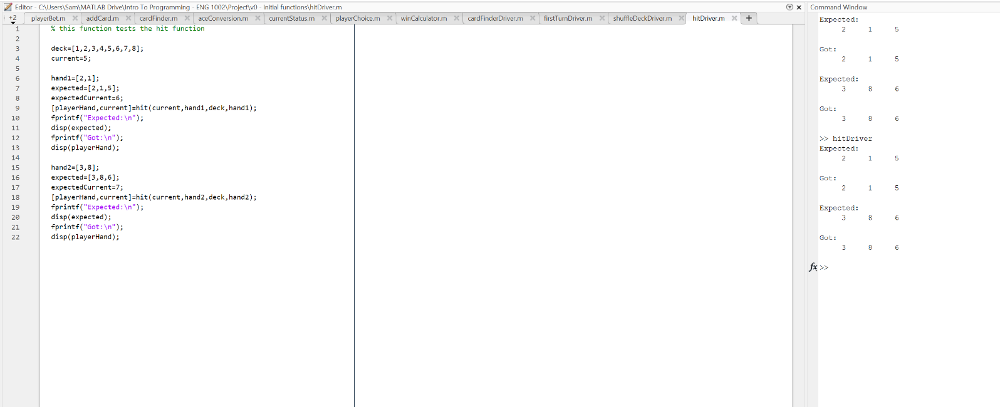 Editor - C:\Users\Sam\MATLAB Drive\Intro To Programming - ENG 1002\Project\v0 - initial functions\hitDriver.m
+2 playerBet.m addCard.m cardFinder.m aceConversion.m currentStatus.m playerChoice.m winCalculator.m cardFinderDriver.m firstTurnDriver.m shuffleDeckDriver.m hitDriver.m +
1 % this function tests the hit function
2
3 deck=[1,2,3,4,5,6,7,8];
4 current=5;
5
6 hand1=[2,1];
7 expected=[2,1,5];
8 expectedCurrent=6;
9 [playerHand,current]=hit(current,hand1,deck,hand1);
10 fprintf("Expected:\n");
11 disp(expected);
12 fprintf("Got:\n");
13 disp(playerHand);
14
15 hand2=[3,8];
16 expected=[3,8,6];
17 expectedCurrent=7;
18 [playerHand,current]=hit(current,hand2,deck,hand2);
19 fprintf("Expected:\n");
20 disp(expected);
21 fprintf("Got:\n");
22 disp(playerHand);
Command Window
Expected:
2 1 5
Got:
2 1 5
Expected:
3 8 6
Got:
3 8 6
>> hitDriver
Expected:
2 1 5
Got:
2 1 5
Expected:
3 8 6
Got:
3 8 6
fx >>